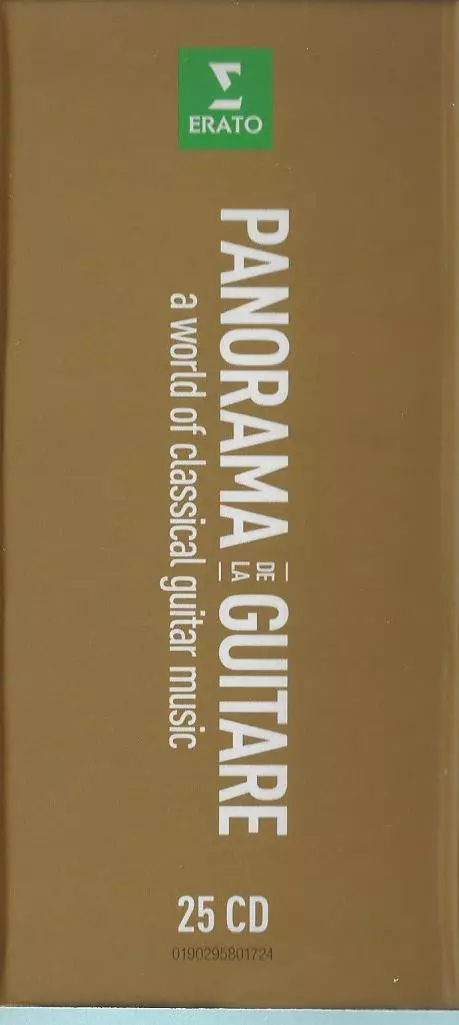 ERATO
PANORAMA DE LA GUITARE
a world of classical guitar music
25 CD
0190295801724